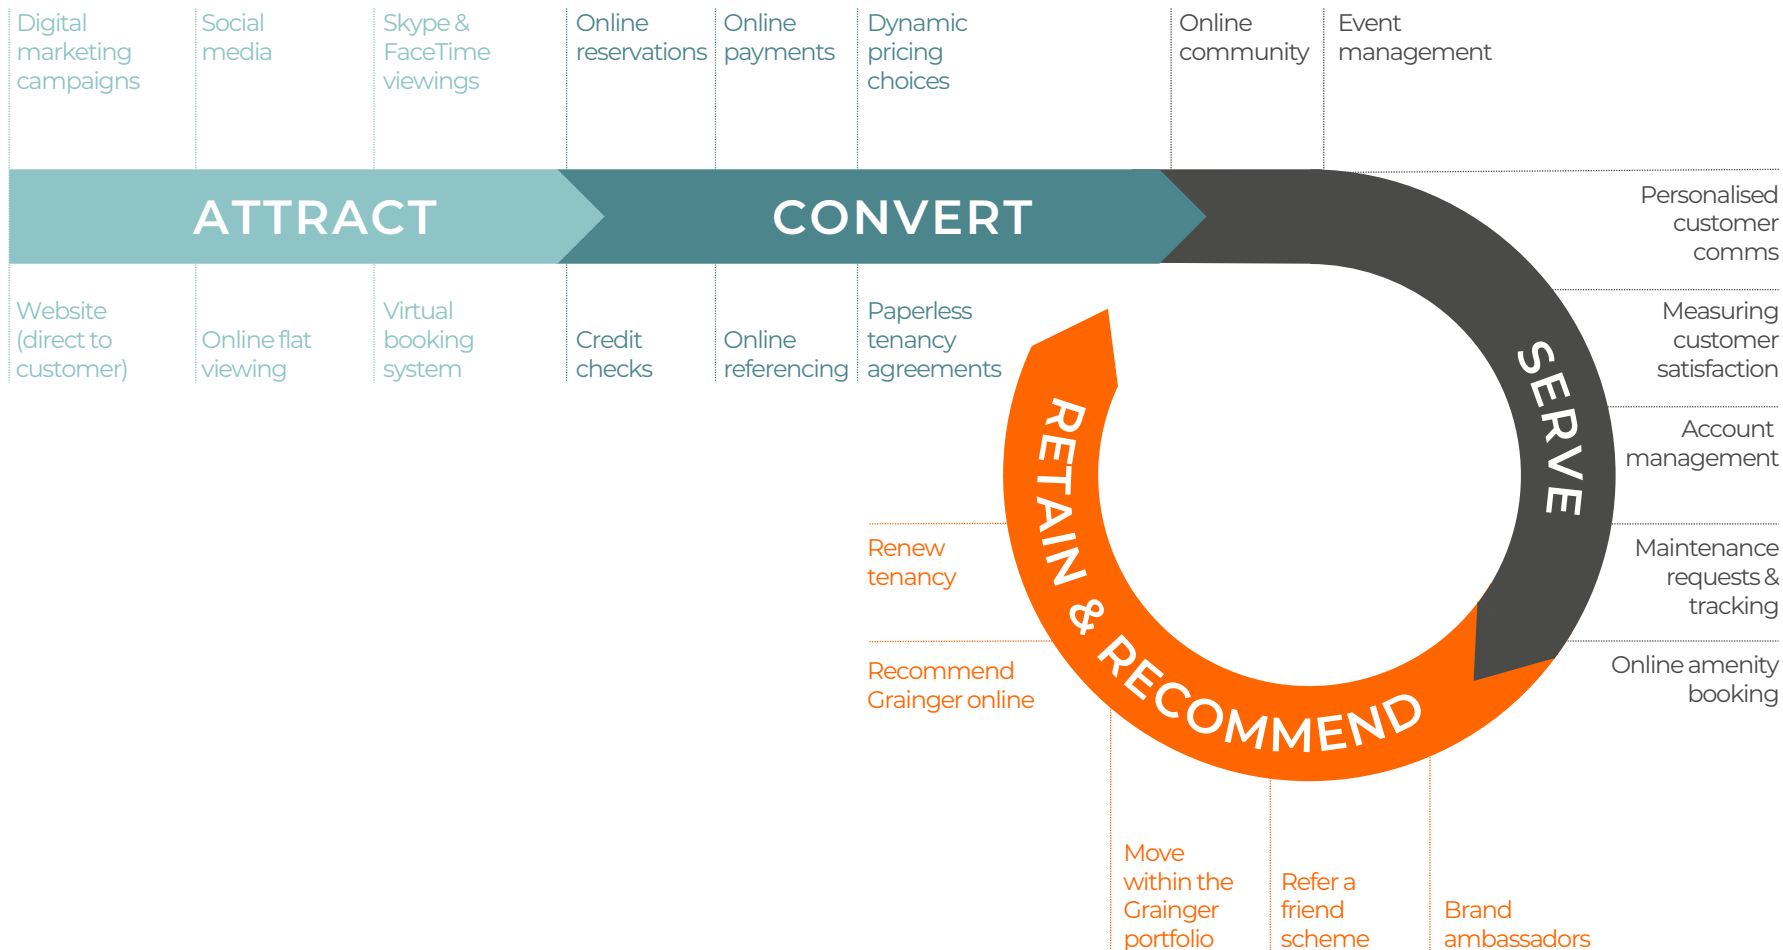 Digital
marketing
campaigns
Social
media
Skype &
FaceTime
viewings
Online
reservations
Online
payments
Dynamic
pricing
choices
Online
community
Event
management
ATTRACT
CONVERT
Website
(direct to
customer)
Online flat
viewing
Virtual
booking
system
Credit
checks
Online
referencing
Paperless
tenancy
agreements
SERVE
Personalised
customer
comms
Measuring
customer
satisfaction
Account
management
Maintenance
requests &
tracking
Online amenity
booking
RETAIN & RECOMMEND
Renew
tenancy
Recommend
Grainger online
Move
within the
Grainger
portfolio
Refer a
friend
scheme
Brand
ambassadors